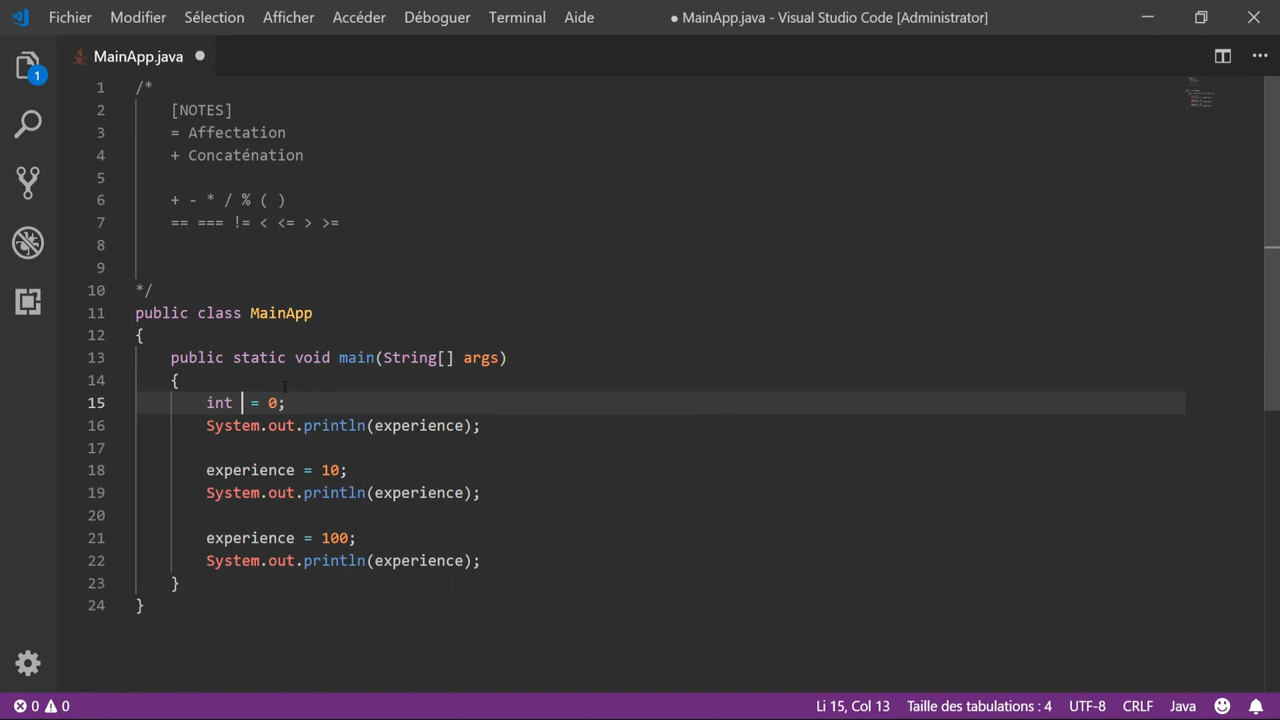 Fichier Modifier Sélection Afficher Accéder Déboguer Terminal Aide ● MainApp.java - Visual Studio Code [Administrator]
1 MainApp.java
1 /*
2 [NOTES]
3 = Affectation
4 + Concaténation
5
6 + - * / % ( )
7 == === != < <= > >=
8
9
10 */
11 public class MainApp
12 {
13 public static void main(String[] args)
14 {
15 int = 0;
16 System.out.println(experience);
17
18 experience = 10;
19 System.out.println(experience);
20
21 experience = 100;
22 System.out.println(experience);
23 }
24 }
0 0 Li 15, Col 13 Taille des tabulations : 4 UTF-8 CRLF Java